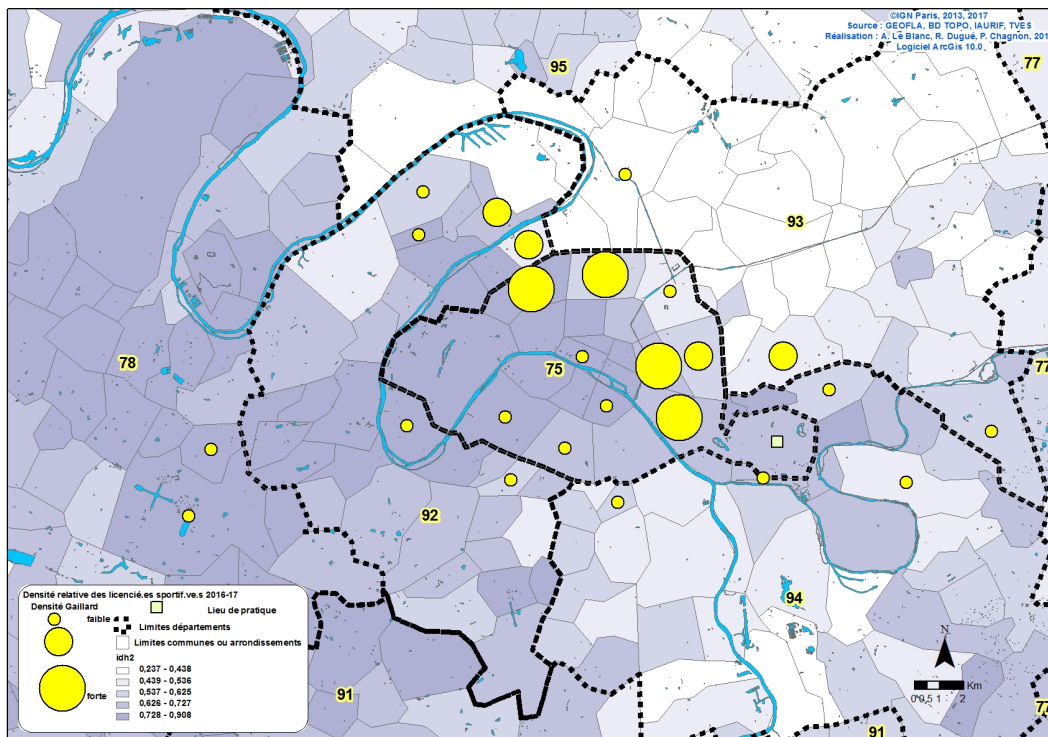 ©IGN Paris, 2013, 2017
Source : GEOFLA, BD TOPO, IAURIF, TVES
Réalisation : A. Le Blanc, R. Dugué, P. Chagnon, 201
Logiciel ArcGis 10.0,
95
77
93
78
75
77
92
94
91
91
77
N
0 0,5 1 2 Km
Densité relative des licencié.es sportif.ve.s 2016-17
Densité Gaillard
Lieu de pratique
faible
Limites départements
Limites communes ou arrondissements
idh2
0,237 - 0,438
0,439 - 0,536
0,537 - 0,625
0,626 - 0,727
0,728 - 0,908
forte